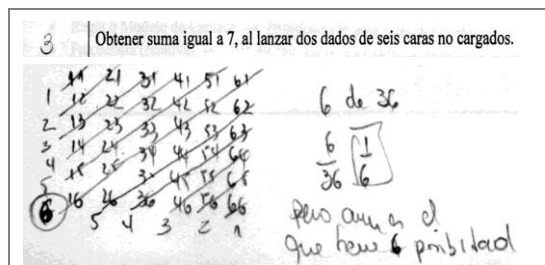 3 Obtener suma igual a 7, al lanzar dos dados de seis caras no cargados.
11 21 31 41 51 61
1 12 22 32 42 52 62
2 13 23 33 43 53 63
3 14 24 34 44 54 64
4 15 25 35 45 55 65
5
6 16 26 36 46 56 66
5 4 3 2 1
6 de 36
6/36 1/6
pero aun es el
que tiene 6